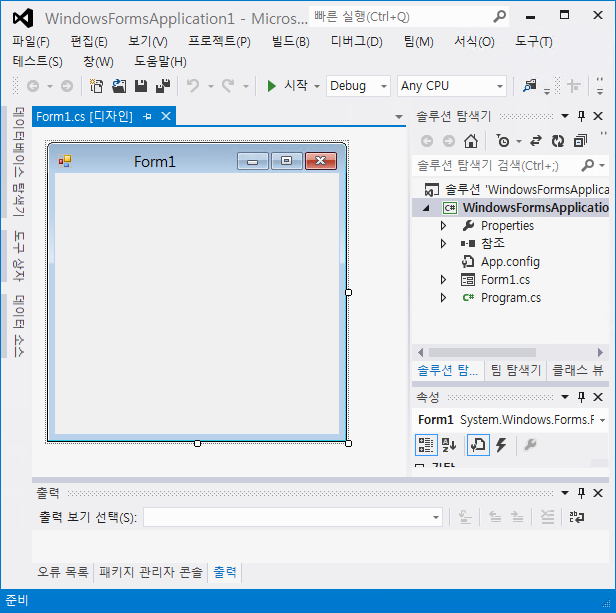 WindowsFormsApplication1 - Micros...
빠른 실행(Ctrl+Q)
파일(F) 편집(E) 보기(V) 프로젝트(P) 빌드(B) 디버그(D) 팀(M) 서식(O) 도구(T)
테스트(S) 창(W) 도움말(H)
시작 Debug Any CPU
데이터베이스 탐색기
도구 상자
데이터 소스
Form1.cs [디자인]
Form1
솔루션 탐색기
솔루션 탐색기 검색(Ctrl+;)
솔루션 'WindowsFormsApplica
C# WindowsFormsApplication
Properties
참조
App.config
Form1.cs
C# Program.cs
솔루션 탐... 팀 탐색기 클래스 뷰
속성
Form1 System.Windows.Forms.F
기타
출력
출력 보기 선택(S):
오류 목록 패키지 관리자 콘솔 출력
준비